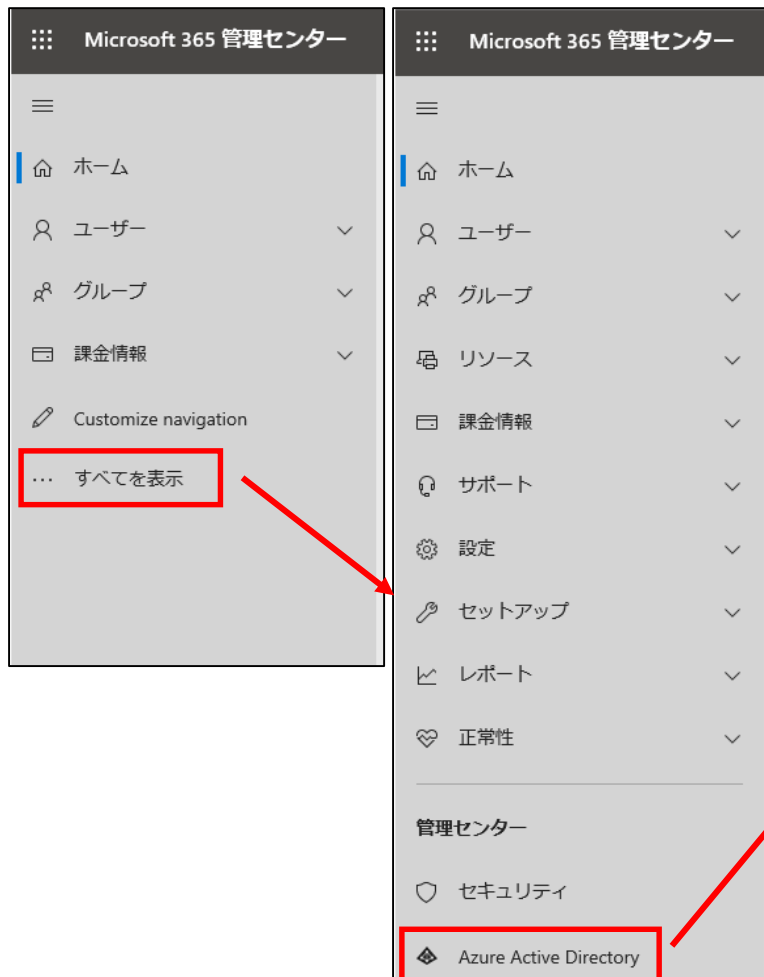 Microsoft 365 管理センター
ホーム
ユーザー
グループ
課金情報
Customize navigation
すべてを表示
Microsoft 365 管理センター
ホーム
ユーザー
グループ
リソース
課金情報
サポート
設定
セットアップ
レポート
正常性
管理センター
セキュリティ
Azure Active Directory